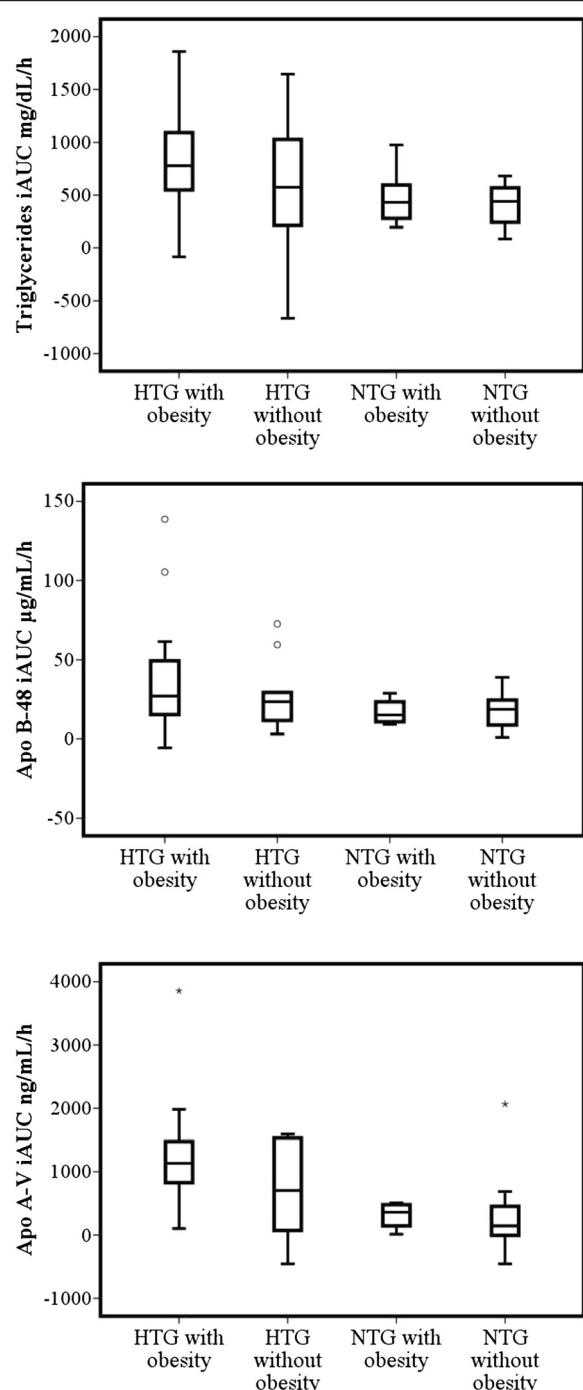 Triglycerides iAUC mg/dL/h
2000
1500
1000
500
0
-500
-1000
HTG with
obesity
HTG
without
obesity
NTG with
obesity
NTG
without
obesity
Apo B-48 iAUC µg/mL/h
150
100
50
0
-50
HTG with
obesity
HTG
without
obesity
NTG with
obesity
NTG
without
obesity
Apo A-V iAUC ng/mL/h
4000
3000
2000
1000
0
-1000
HTG with
obesity
HTG
without
obesity
NTG with
obesity
NTG
without
obesity